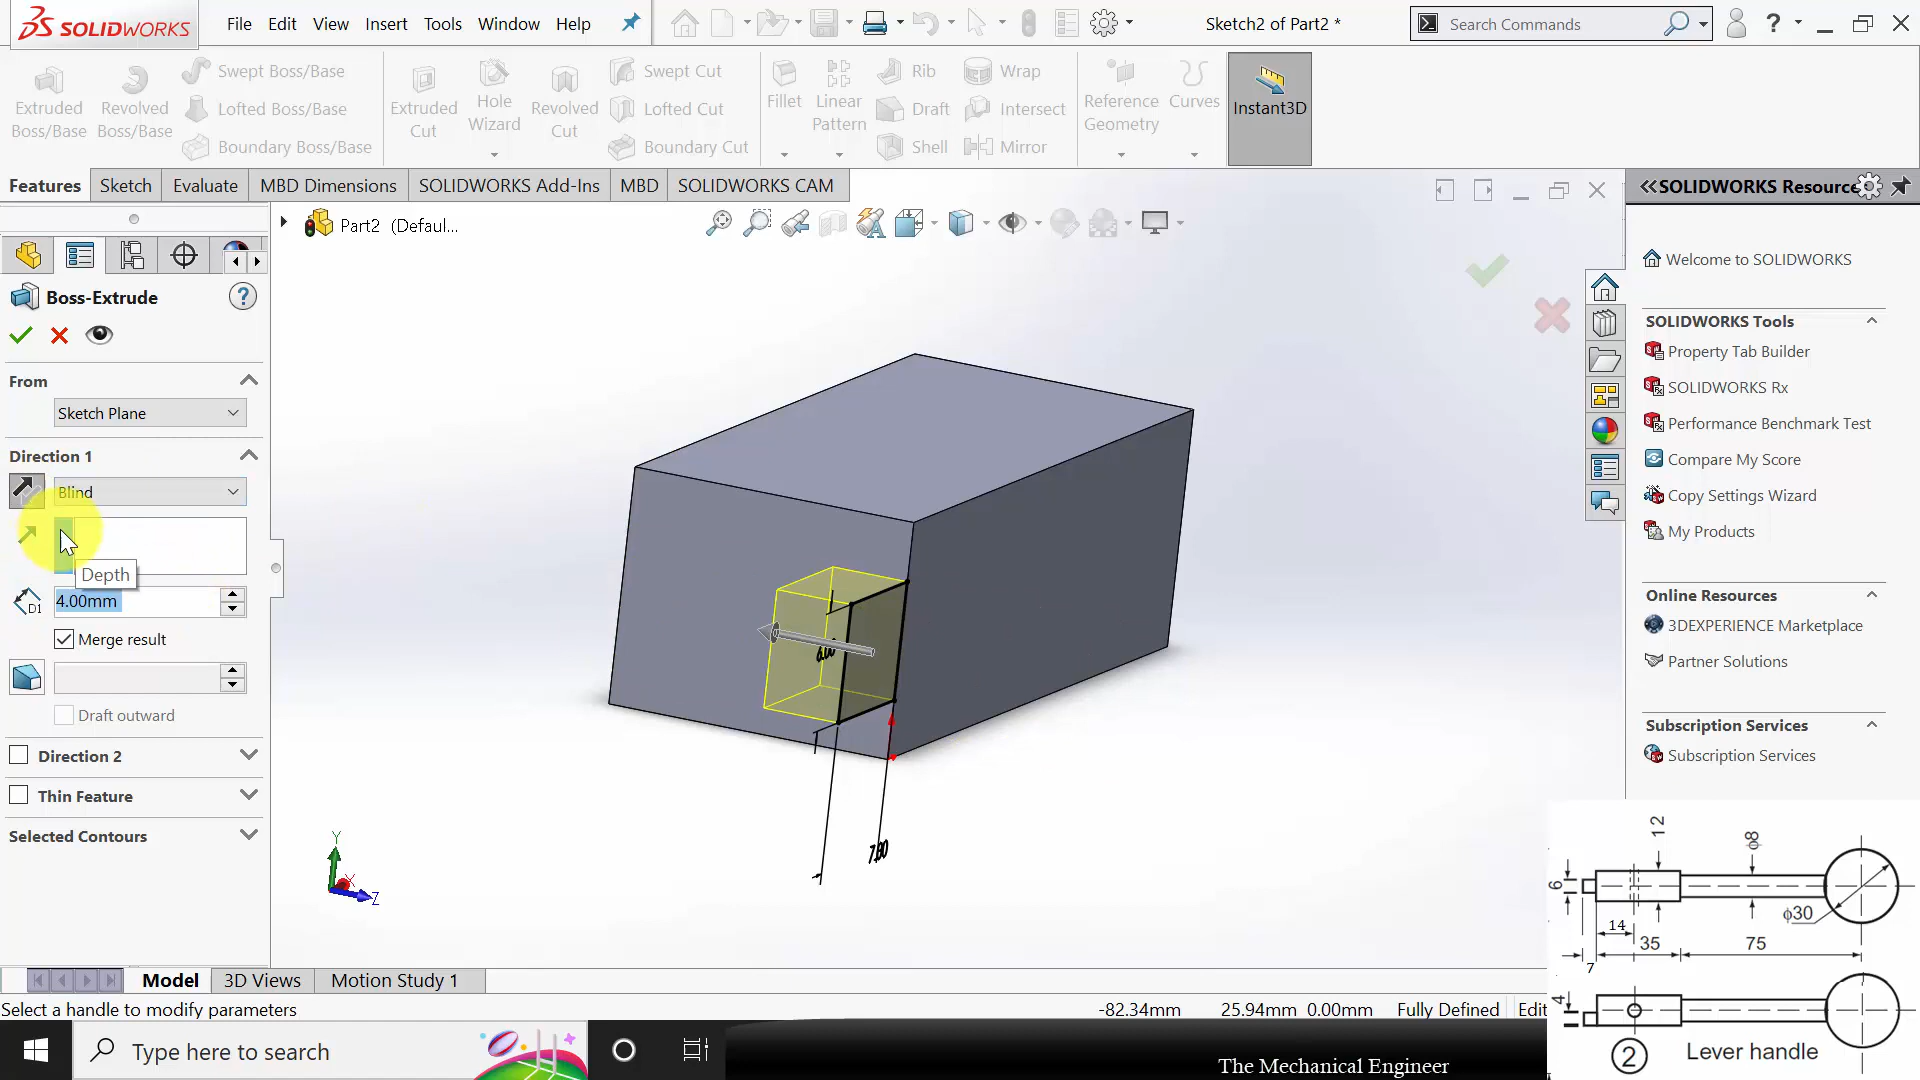 SOLIDWORKS
File Edit View Insert Tools Window Help
Sketch2 of Part2 *
Search Commands
?
Extruded Boss/Base
Revolved Boss/Base
Swept Boss/Base
Lofted Boss/Base
Boundary Boss/Base
Extruded Cut
Hole Wizard
Revolved Cut
Swept Cut
Lofted Cut
Boundary Cut
Fillet
Linear Pattern
Rib
Draft
Shell
Wrap
Intersect
Mirror
Reference Geometry
Curves
Instant3D
Features Sketch Evaluate MBD Dimensions SOLIDWORKS Add-Ins MBD SOLIDWORKS CAM
Part2 (Defaul...
Boss-Extrude
?
From
Sketch Plane
Direction 1
Blind
Depth
D1
4.00mm
Merge result
Draft outward
Direction 2
Thin Feature
Selected Contours
6.00
Y
X
Z
SOLIDWORKS Resource
Welcome to SOLIDWORKS
SOLIDWORKS Tools
Property Tab Builder
SOLIDWORKS Rx
Performance Benchmark Test
Compare My Score
Copy Settings Wizard
My Products
Online Resources
3DEXPERIENCE Marketplace
Partner Solutions
Subscription Services
Subscription Services
12
ϕ8
6
ϕ30
14
35
75
7
4
2
Lever handle
Model 3D Views Motion Study 1
Select a handle to modify parameters
-82.34mm 25.94mm 0.00mm Fully Defined Edit
Type here to search
The Mechanical Engineer